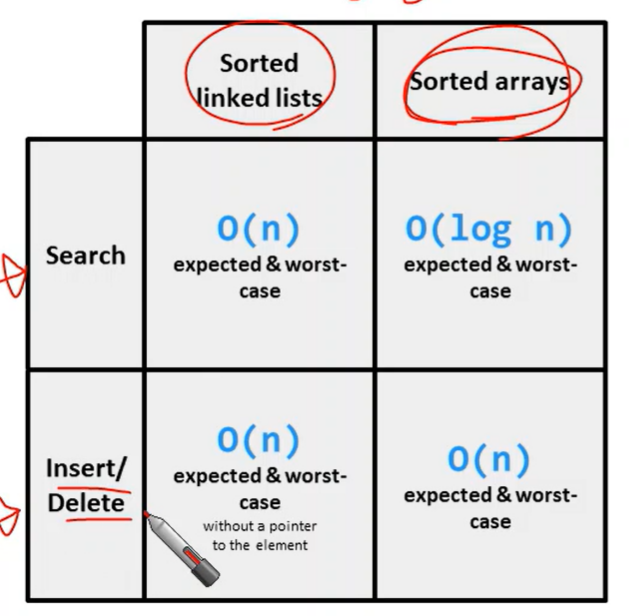 Sorted
linked lists
Sorted arrays
Search
O(n)
expected & worst-
case
O(log n)
expected & worst-
case
Insert/
Delete
O(n)
expected & worst-
case
without a pointer
to the element
O(n)
expected & worst-
case